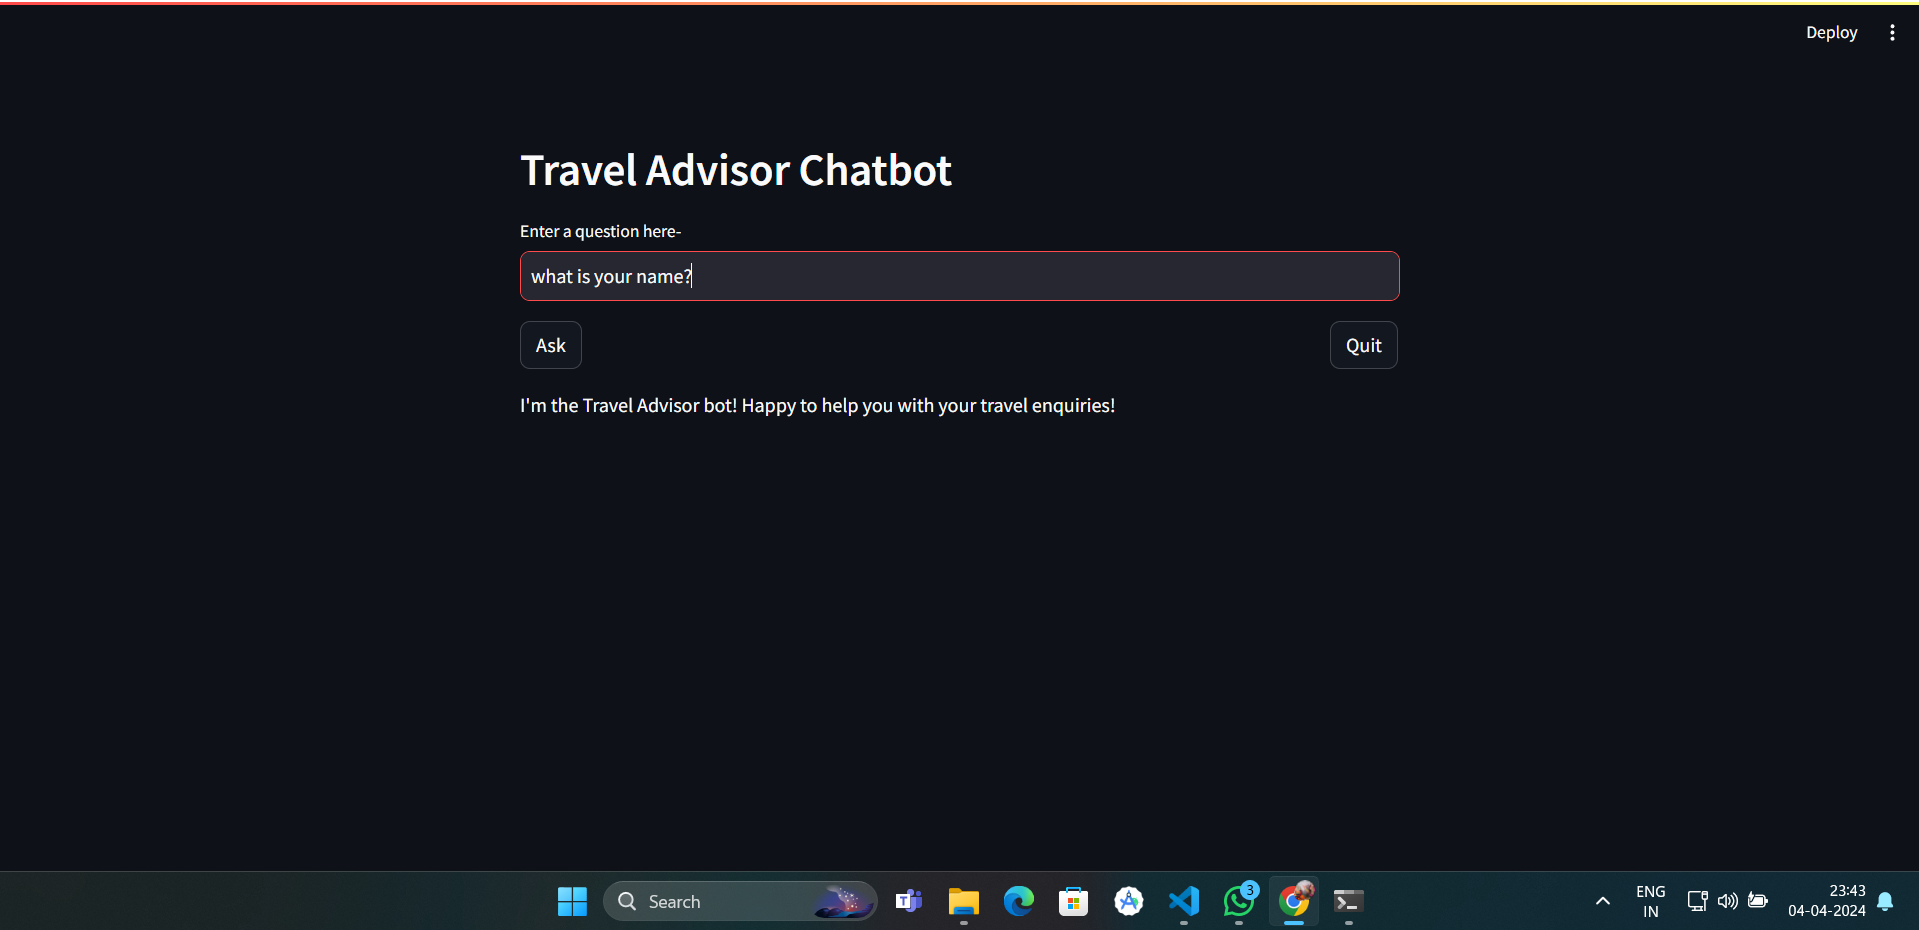 Deploy
Travel Advisor Chatbot
Enter a question here-
what is your name?
Ask
Quit
I'm the Travel Advisor bot! Happy to help you with your travel enquiries!
Search
T
3
ENG
IN
23:43
04-04-2024